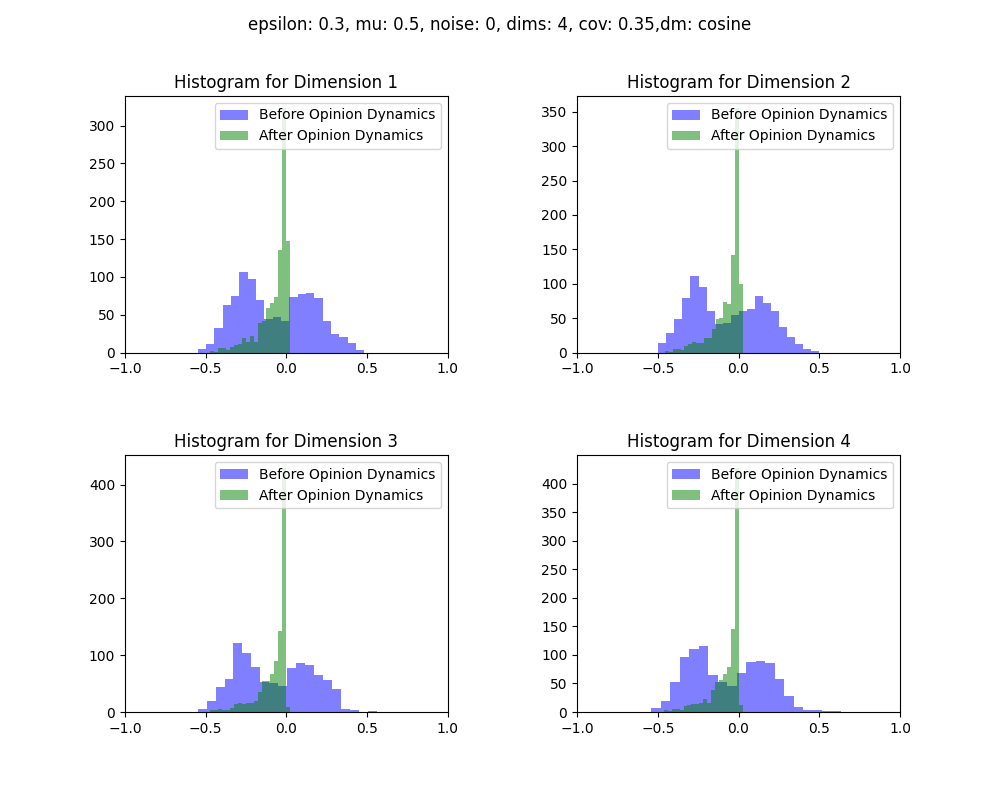 epsilon: 0.3, mu: 0.5, noise: 0, dims: 4, cov: 0.35,dm: cosine
Histogram for Dimension 1
Before Opinion Dynamics
After Opinion Dynamics
300
250
200
150
100
50
0
−1.0 −0.5 0.0 0.5 1.0
Histogram for Dimension 2
Before Opinion Dynamics
After Opinion Dynamics
350
300
250
200
150
100
50
0
−1.0 −0.5 0.0 0.5 1.0
Histogram for Dimension 3
Before Opinion Dynamics
After Opinion Dynamics
400
300
200
100
0
−1.0 −0.5 0.0 0.5 1.0
Histogram for Dimension 4
Before Opinion Dynamics
After Opinion Dynamics
400
350
300
250
200
150
100
50
0
−1.0 −0.5 0.0 0.5 1.0